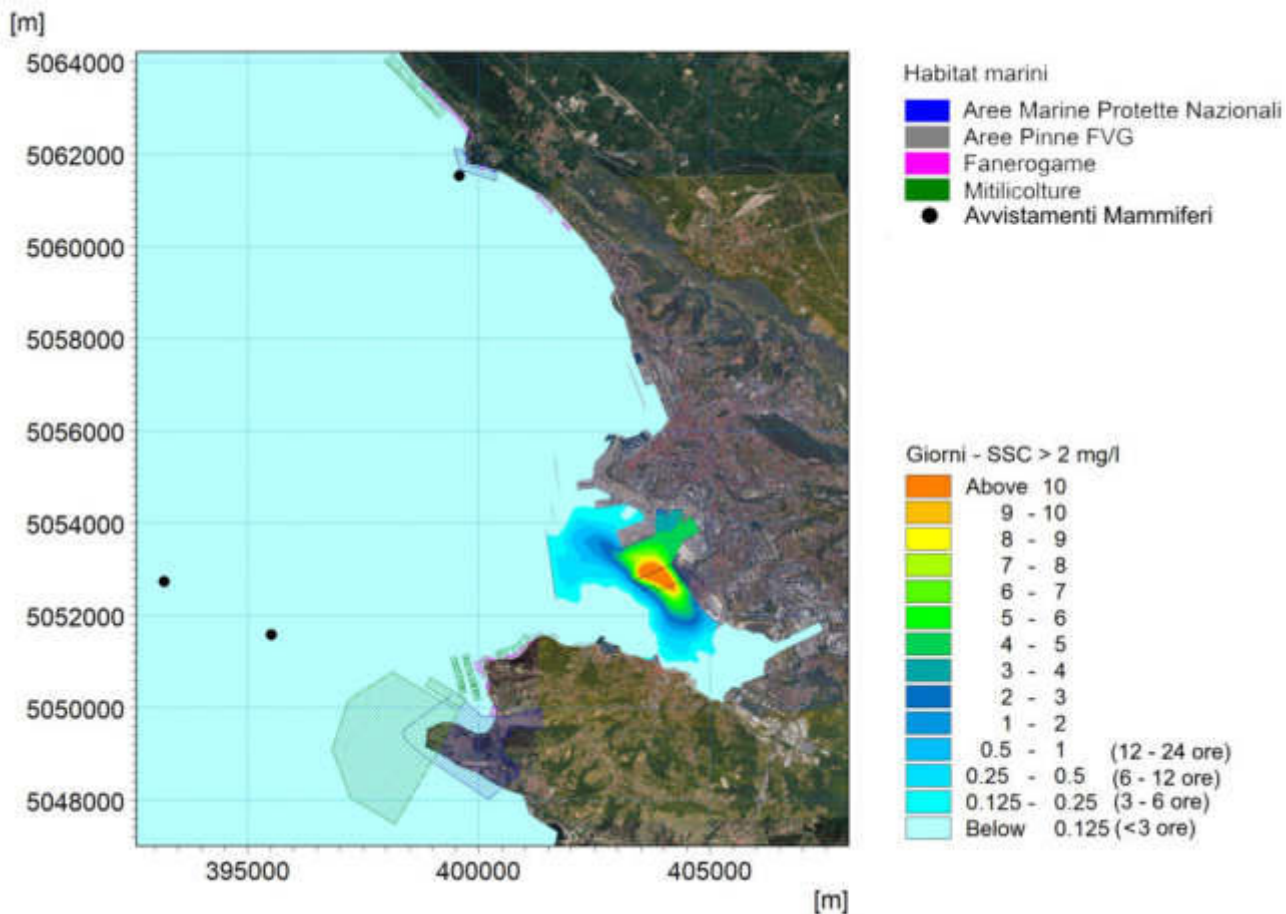 [m]
5064000
5062000
5060000
5058000
5056000
5054000
5052000
5050000
5048000
395000
400000
405000
[m]
Habitat marini
Aree Marine Protette Nazionali
Aree Pinne FVG
Fanerogame
Mitilicolture
Avvistamenti Mammiferi
Giorni - SSC > 2 mg/l
Above 10
9 - 10
8 - 9
7 - 8
6 - 7
5 - 6
4 - 5
3 - 4
2 - 3
1 - 2
0.5 - 1 (12 - 24 ore)
0.25 - 0.5 (6 - 12 ore)
0.125 - 0.25 (3 - 6 ore)
Below 0.125 (<3 ore)